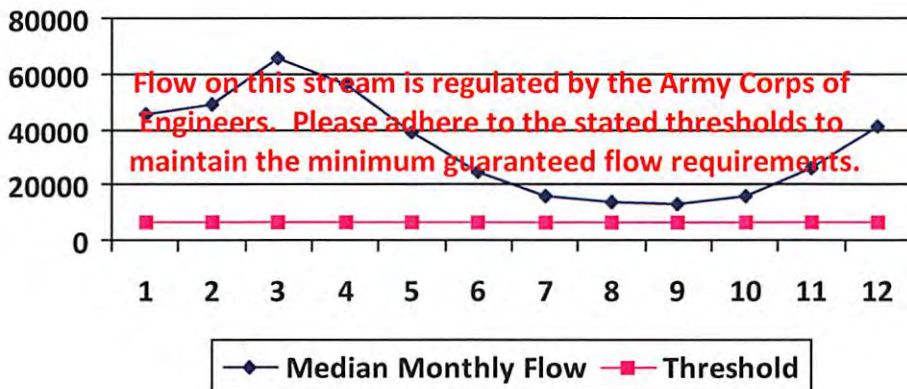 80000
60000
40000
20000
0
Flow on this stream is regulated by the Army Corps of
Engineers. Please adhere to the stated thresholds to
maintain the minimum guaranteed flow requirements.
1 2 3 4 5 6 7 8 9 10 11 12
Median Monthly Flow Threshold